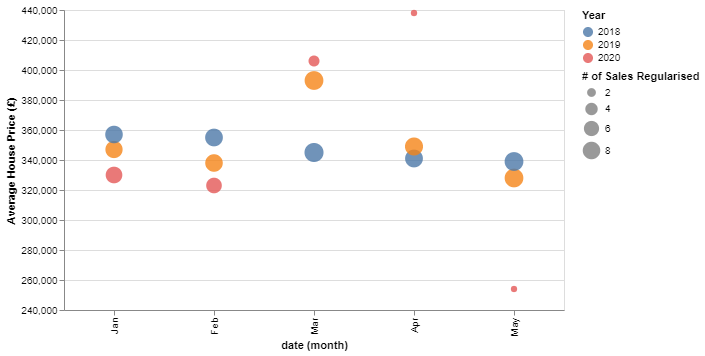 440,000
420,000
400,000
380,000
360,000
340,000
320,000
300,000
280,000
260,000
240,000
Average House Price (£)
Jan
Feb
Mar
Apr
May
date (month)
Year
2018
2019
2020
# of Sales Regularised
2
4
6
8